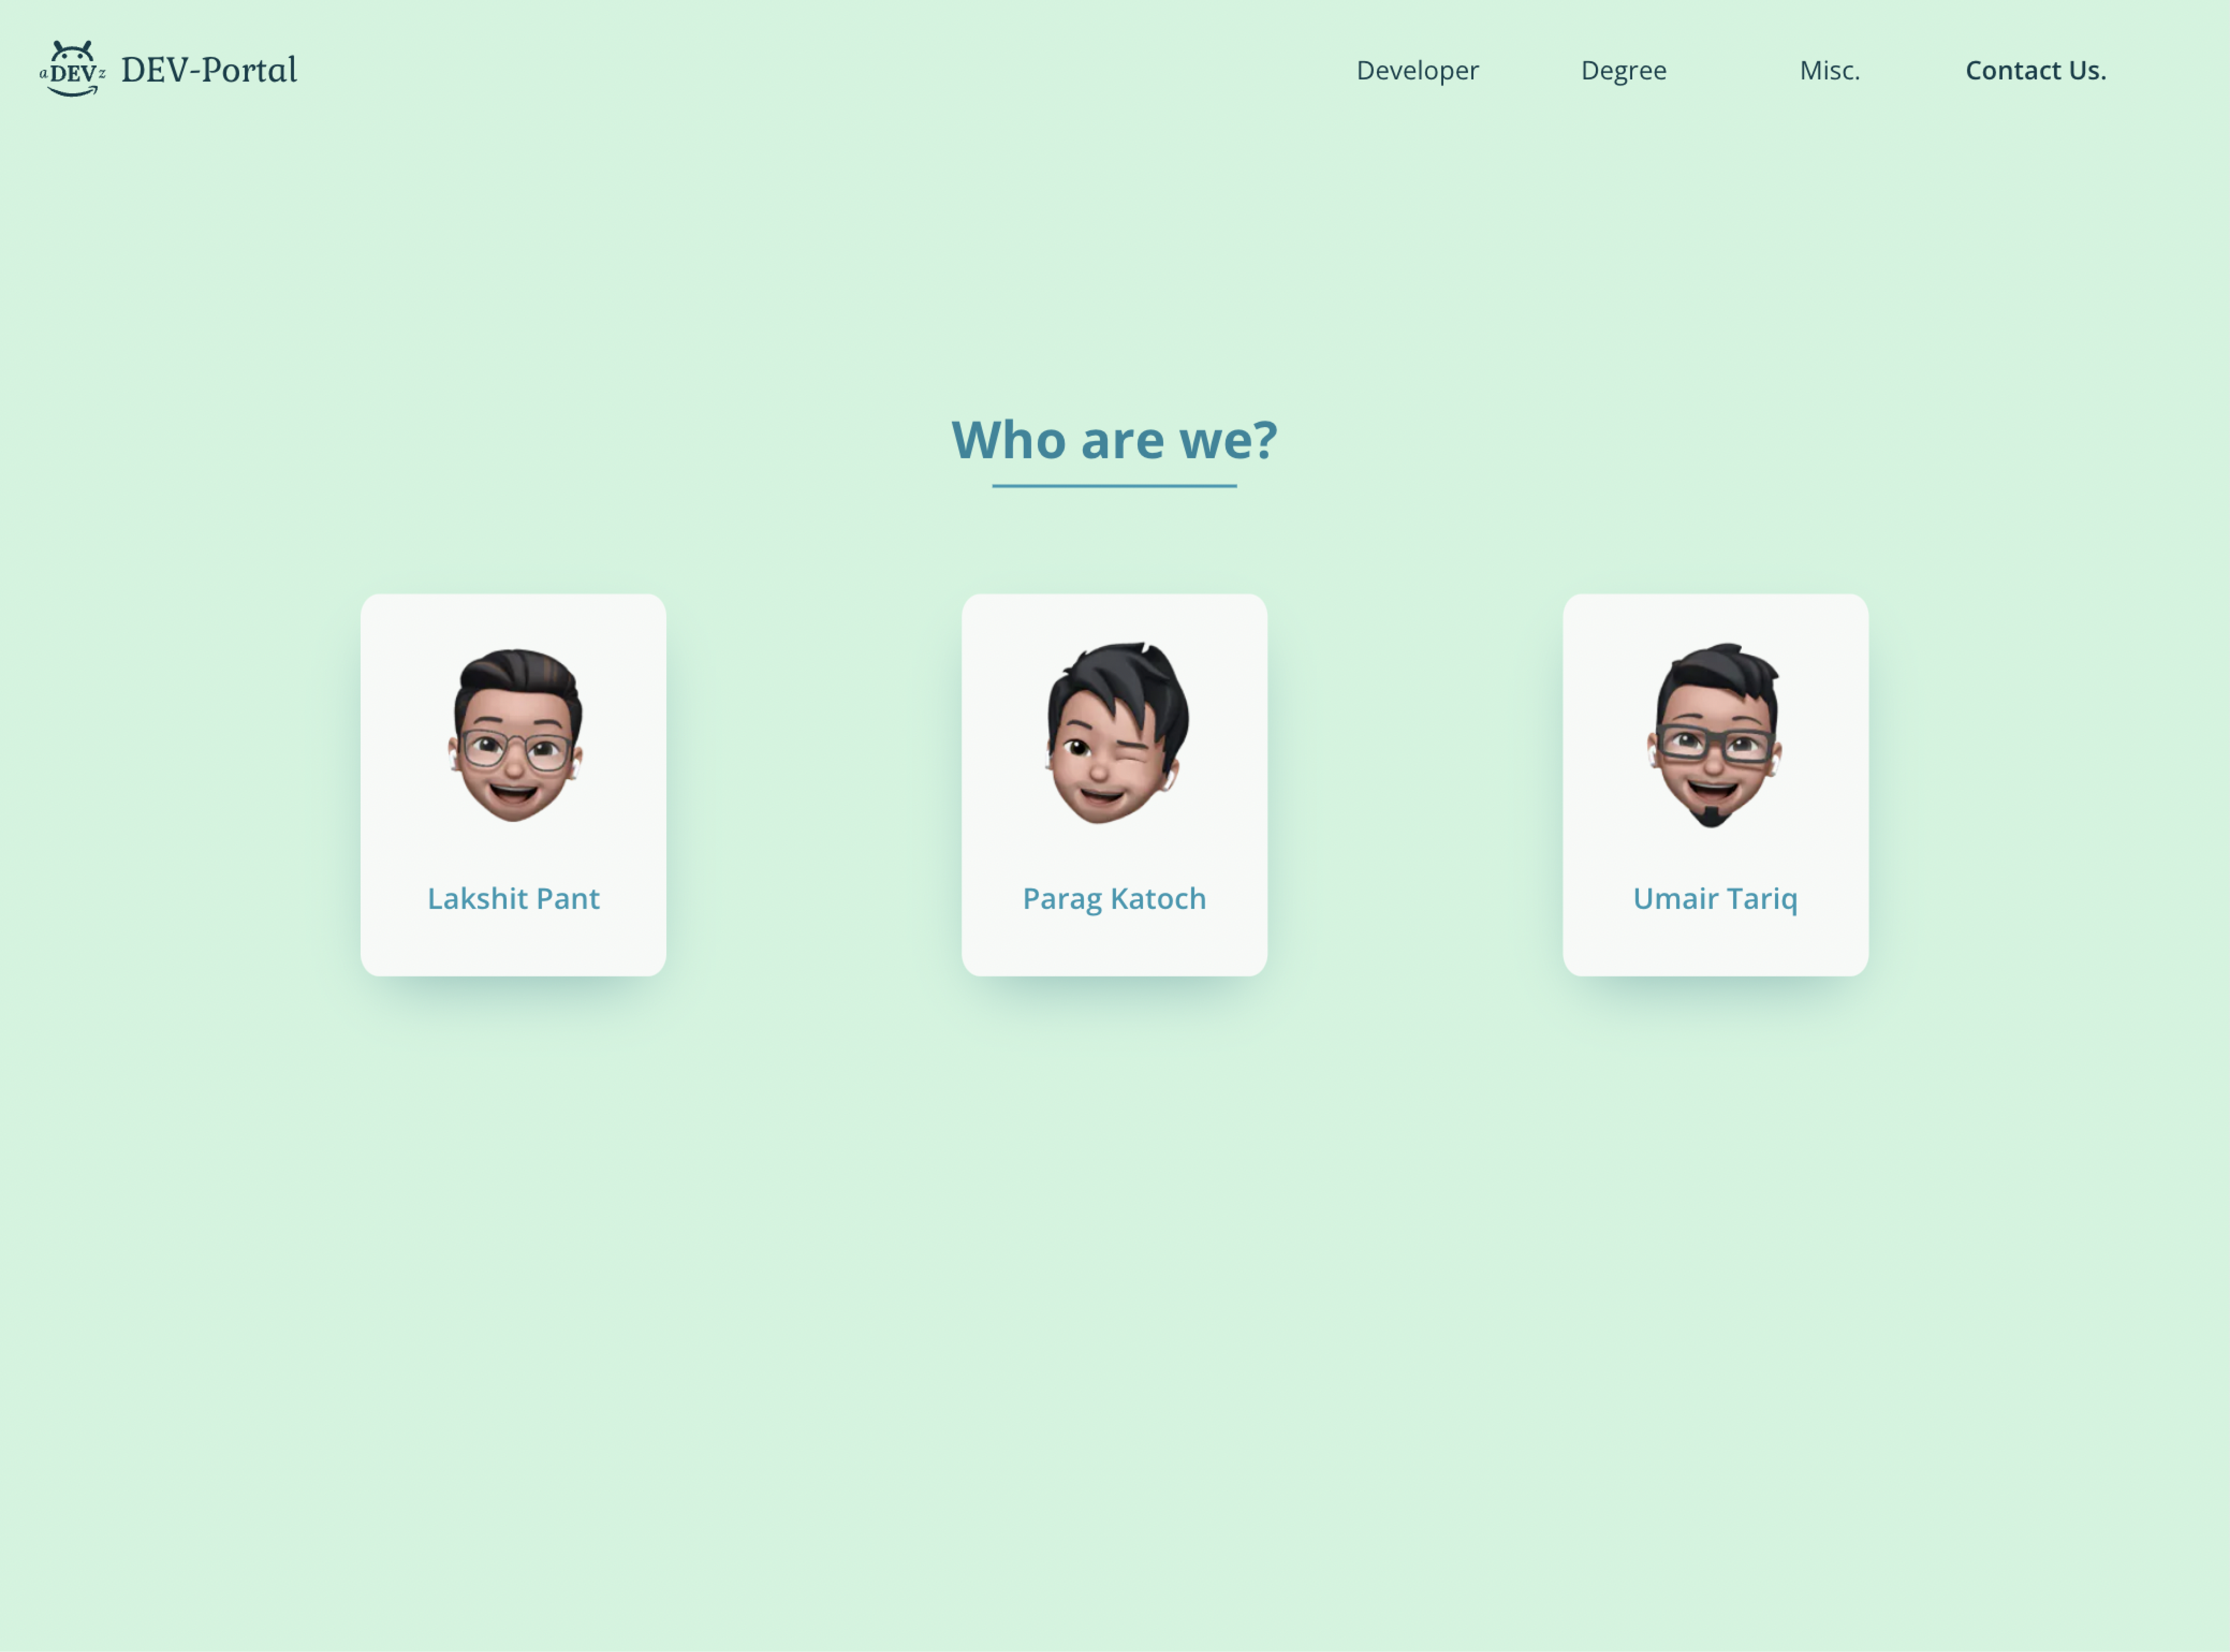 aDEVz DEV-Portal Developer Degree Misc. Contact Us.
Who are we?
Lakshit Pant Parag Katoch Umair Tariq